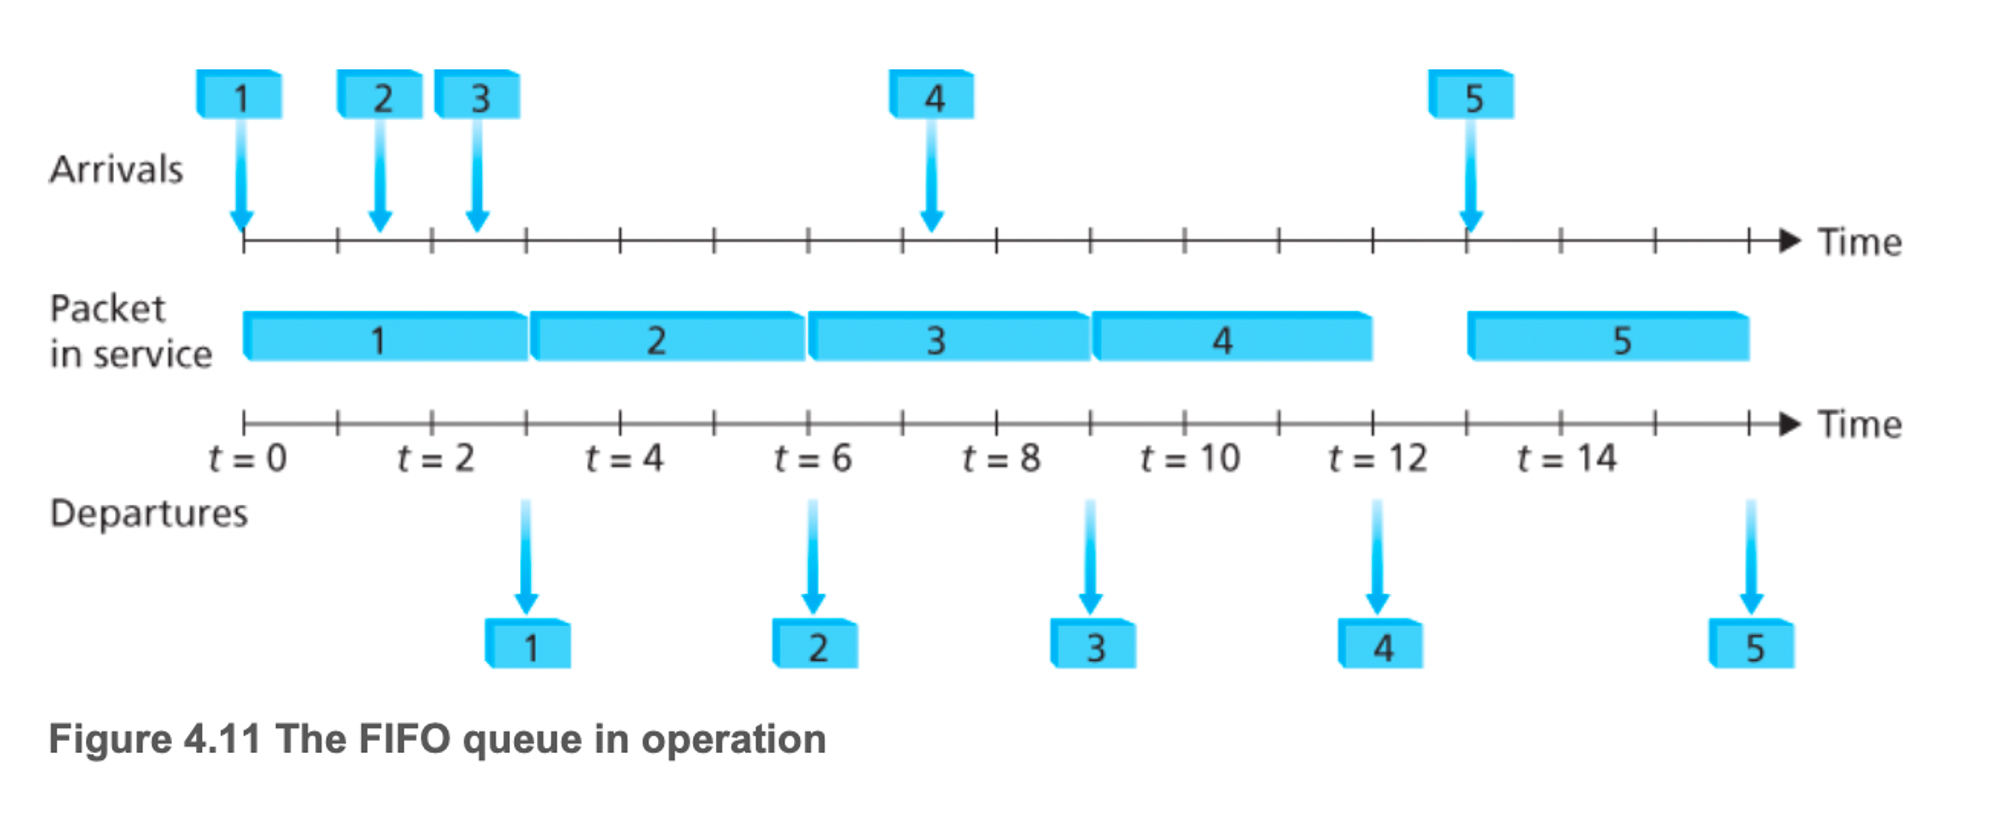 1 2 3 4 5
Arrivals
Time
Packet
in service
1 2 3 4 5
Time
t = 0 t = 2 t = 4 t = 6 t = 8 t = 10 t = 12 t = 14
Departures
1 2 3 4 5
Figure 4.11 The FIFO queue in operation